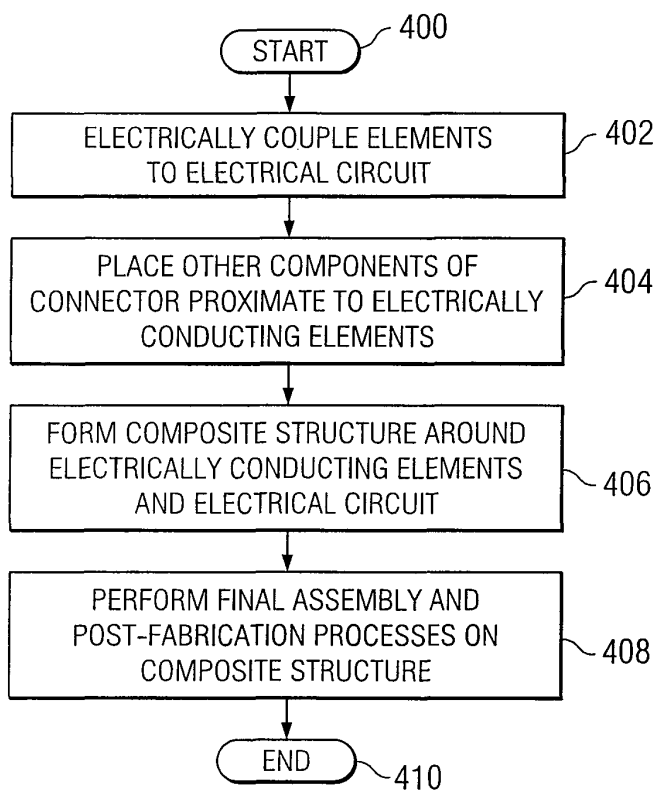 START
400
ELECTRICALLY COUPLE ELEMENTS
TO ELECTRICAL CIRCUIT
402
PLACE OTHER COMPONENTS OF
CONNECTOR PROXIMATE TO ELECTRICALLY
CONDUCTING ELEMENTS
404
FORM COMPOSITE STRUCTURE AROUND
ELECTRICALLY CONDUCTING ELEMENTS
AND ELECTRICAL CIRCUIT
406
PERFORM FINAL ASSEMBLY AND
POST-FABRICATION PROCESSES ON
COMPOSITE STRUCTURE
408
END
410